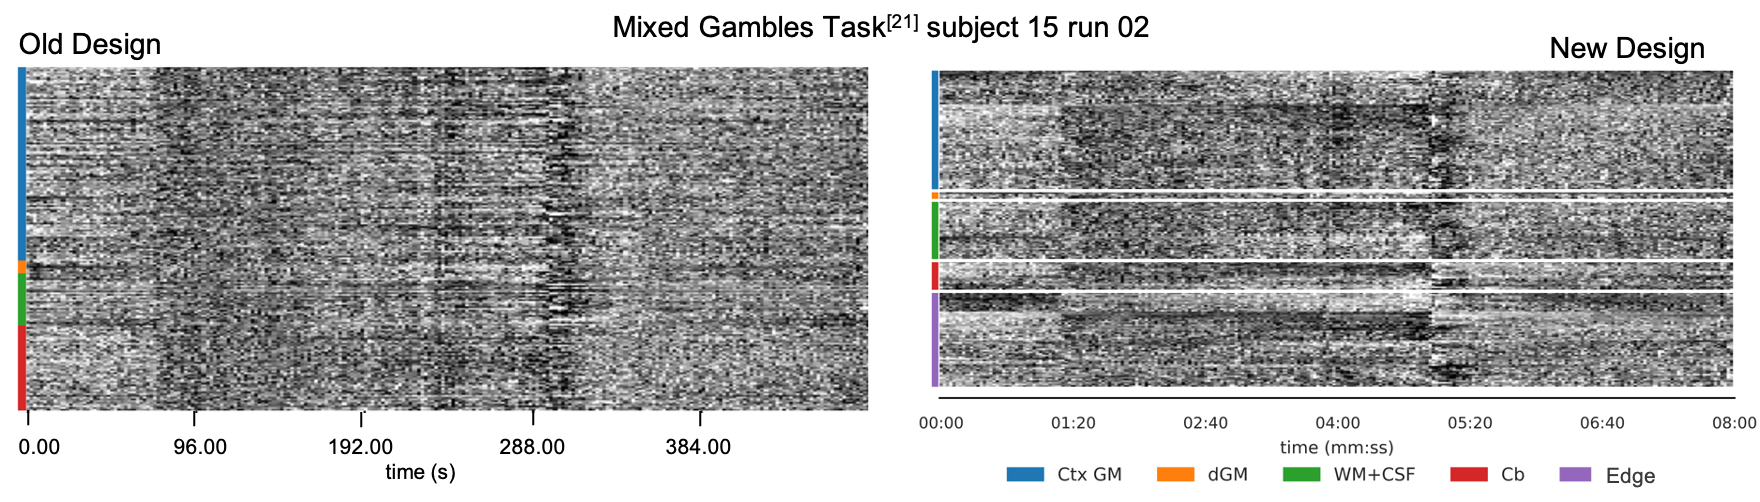 Mixed Gambles Task[21] subject 15 run 02
Old Design
New Design
0.00 96.00 192.00 288.00 384.00
time (s)
00:00 01:20 02:40 04:00 05:20 06:40 08:00
time (mm:ss)
Ctx GM dGM WM+CSF Cb Edge